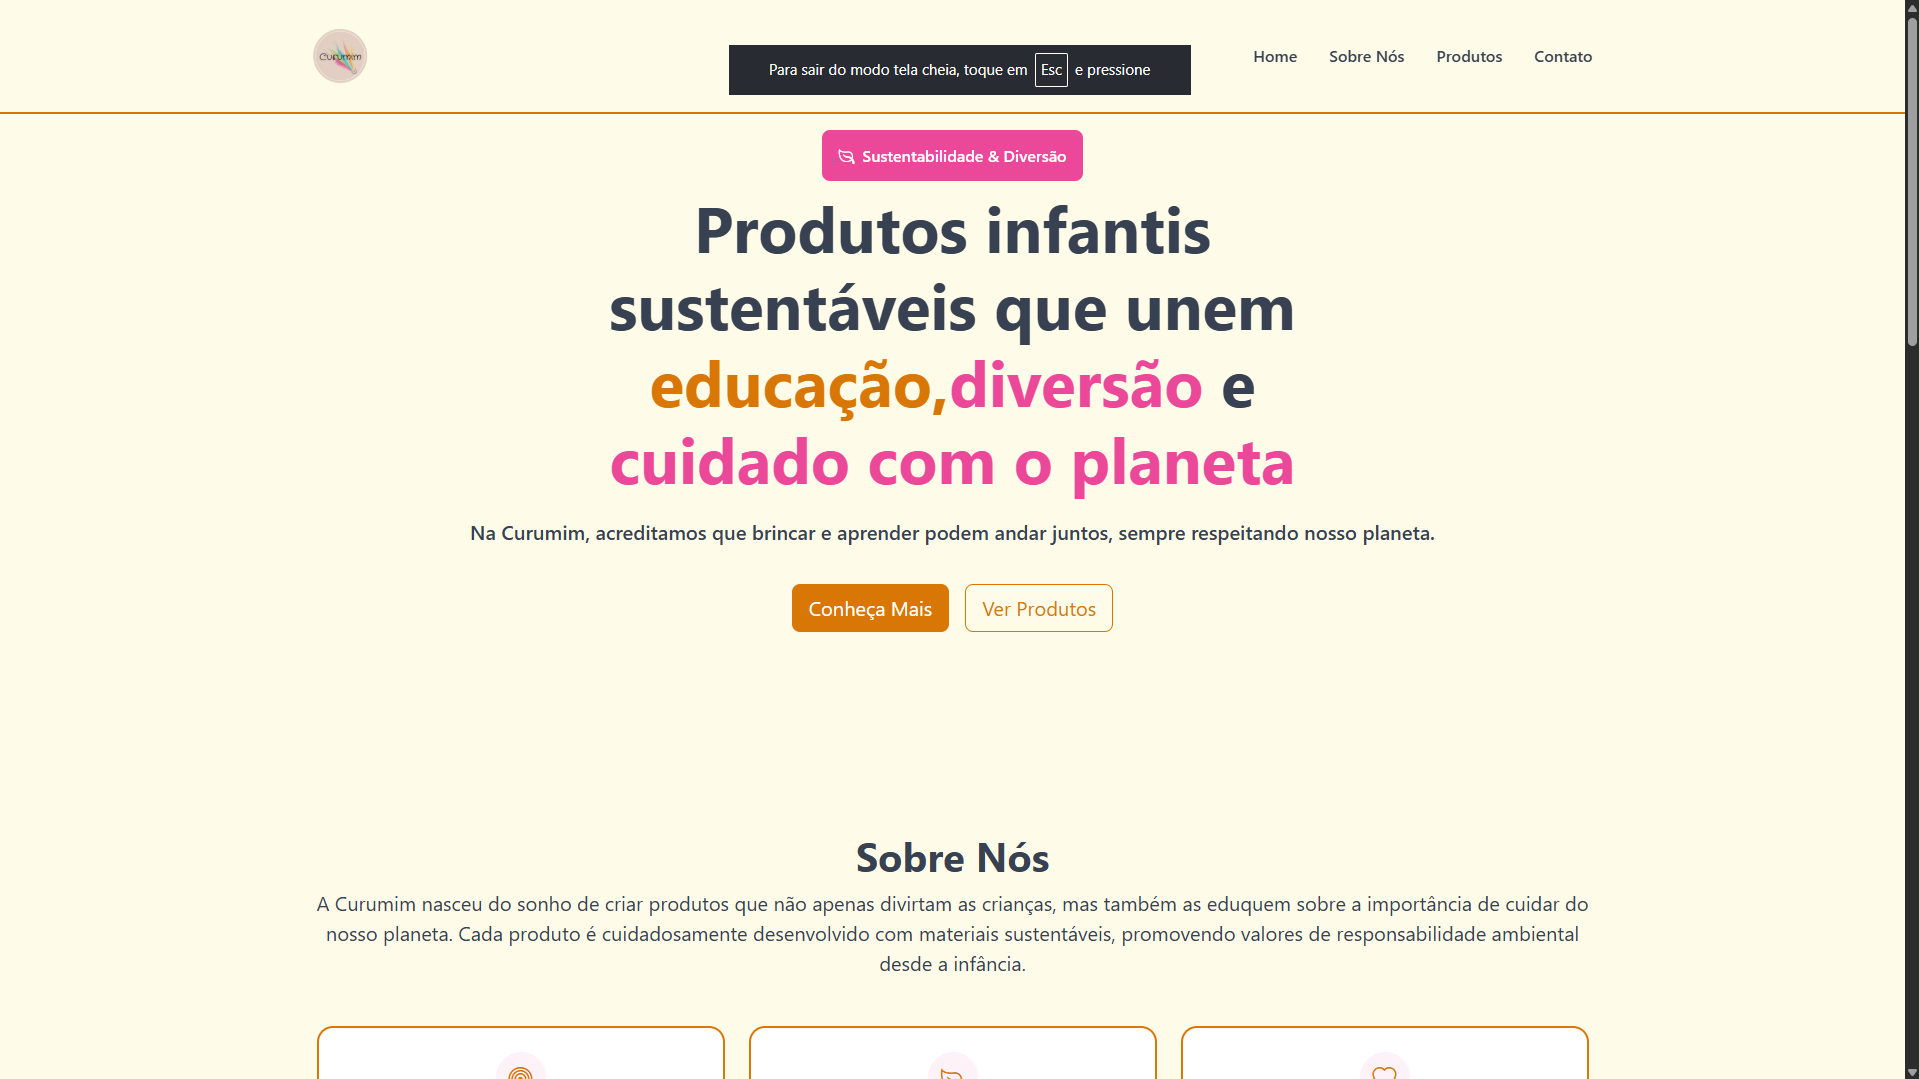 Curumim
Para sair do modo tela cheia, toque em Esc e pressione
Home Sobre Nós Produtos Contato
Sustentabilidade & Diversão
Produtos infantis
sustentáveis que unem
educação,diversão e
cuidado com o planeta
Na Curumim, acreditamos que brincar e aprender podem andar juntos, sempre respeitando nosso planeta.
Conheça Mais Ver Produtos
Sobre Nós
A Curumim nasceu do sonho de criar produtos que não apenas divirtam as crianças, mas também as eduquem sobre a importância de cuidar do
nosso planeta. Cada produto é cuidadosamente desenvolvido com materiais sustentáveis, promovendo valores de responsabilidade ambiental
desde a infância.